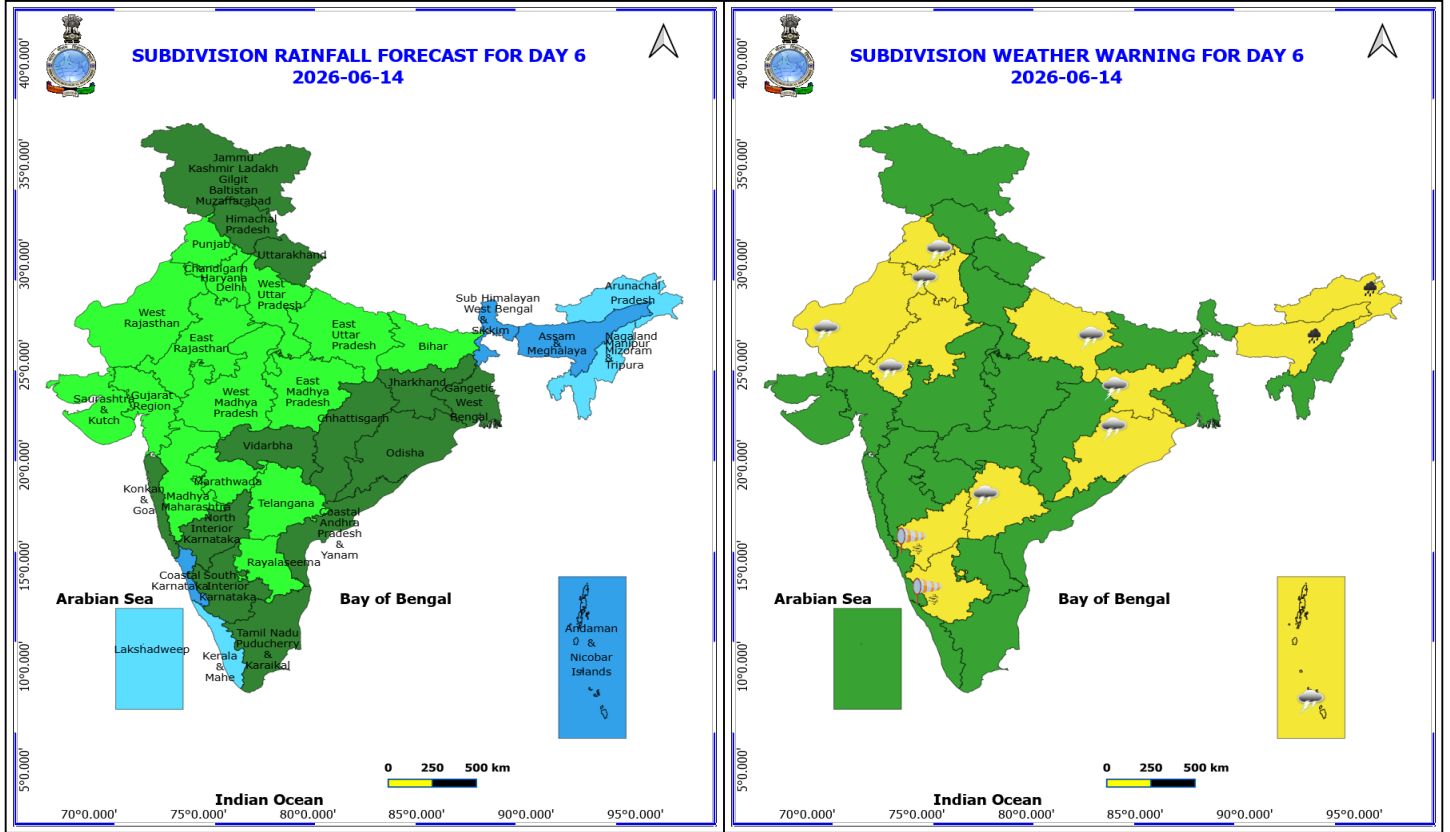 SUBDIVISION RAINFALL FORECAST FOR DAY 6
2026-06-14
40°0.000'
35°0.000'
30°0.000'
25°0.000'
20°0.000'
15°0.000'
10°0.000'
5°0.000'
Jammu
Kashmir Ladakh
Gilgit
Baltistan
Muzaffarabad
Himachal
Pradesh
Punjab
Uttarakhand
Chandigarh
Haryana
Delhi
West
Uttar
Pradesh
West
Rajasthan
East
Rajasthan
East
Uttar
Pradesh
Bihar
Sub Himalayan
West Bengal
&
Sikkim
Arunachal
Pradesh
Assam
&
Meghalaya
Nagaland
Manipur
Mizoram
&
Tripura
Saurashtra
&
Kutch
Gujarat
Region
West
Madhya
Pradesh
East
Madhya
Pradesh
Jharkhand
Gangetic
West
Bengal
Chhattisgarh
Vidarbha
Odisha
Konkan
&
Goa
Madhya
Maharashtra
Marathwada
Telangana
North
Interior
Karnataka
Coastal
Andhra
Pradesh
&
Yanam
Rayalaseema
Coastal
Karnataka
South
Interior
Karnataka
Arabian Sea
Bay of Bengal
Lakshadweep
Kerala
&
Mahe
Tamil Nadu
Puducherry
&
Karaikal
Andaman
&
Nicobar
Islands
0 250 500 km
Indian Ocean
70°0.000' 75°0.000' 80°0.000' 85°0.000' 90°0.000' 95°0.000'
SUBDIVISION WEATHER WARNING FOR DAY 6
2026-06-14
40°0.000'
35°0.000'
30°0.000'
25°0.000'
20°0.000'
15°0.000'
10°0.000'
5°0.000'
Arabian Sea
Bay of Bengal
0 250 500 km
Indian Ocean
70°0.000' 75°0.000' 80°0.000' 85°0.000' 90°0.000' 95°0.000'